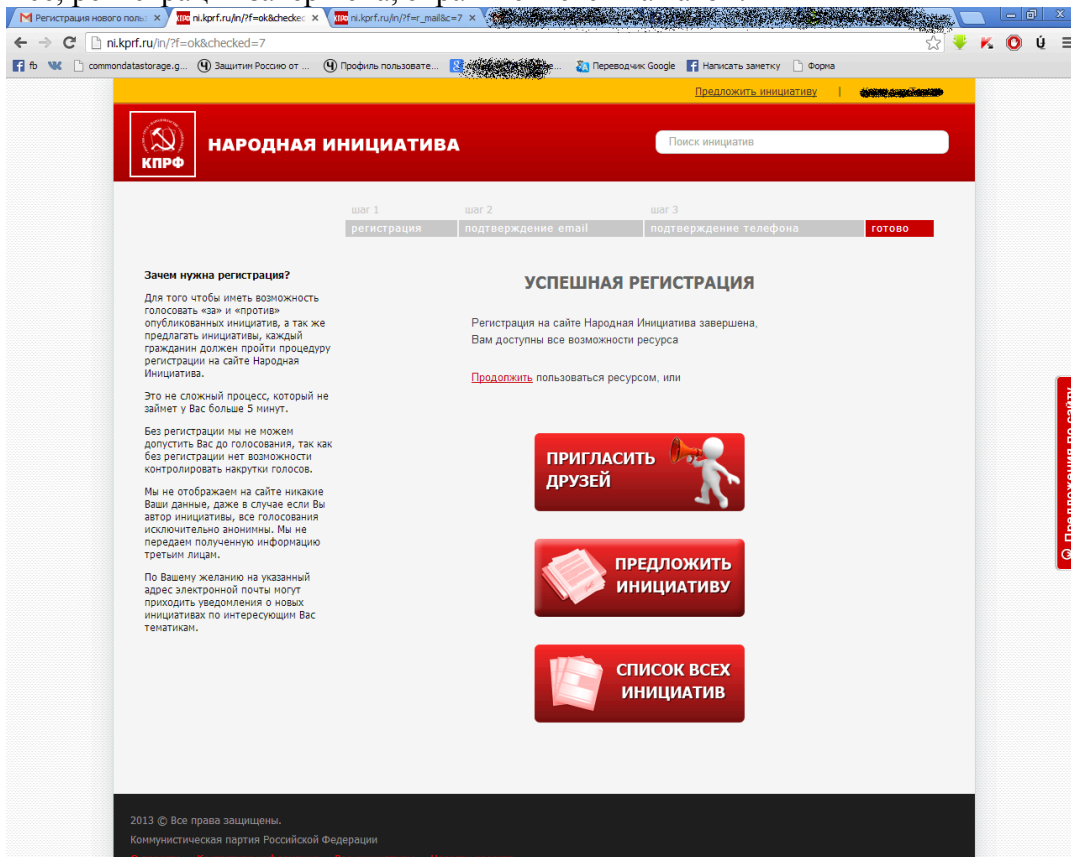 Регистрация нового поль
ni.kprf.ru/in/?f=ok&checked
ni.kprf.ru/in/?f=r_mail&c=7
ni.kprf.ru/in/?f=ok&checked=7
fb
commondatastorage.g...
Защитим Россию от ...
Профиль пользовате...
Переводчик Google
Написать заметку
Форма
Предложить инициативу |
КПРФ
НАРОДНАЯ ИНИЦИАТИВА
Поиск инициатив
шаг 1 шаг 2 шаг 3
регистрация подтверждение email подтверждение телефона готово
Зачем нужна регистрация?
Для того чтобы иметь возможность
голосовать «за» и «против»
опубликованных инициатив, а так же
предлагать инициативы, каждый
гражданин должен пройти процедуру
регистрации на сайте Народная
Инициатива.
Это не сложный процесс, который не
займет у Вас больше 5 минут.
Без регистрации мы не можем
допустить Вас до голосования, так как
без регистрации нет возможности
контролировать накрутки голосов.
Мы не отображаем на сайте никакие
Ваши данные, даже в случае если Вы
автор инициативы, все голосования
исключительно анонимны. Мы не
передаем полученную информацию
третьим лицам.
По Вашему желанию на указанный
адрес электронной почты могут
приходить уведомления о новых
инициативах по интересующим Вас
тематикам.
УСПЕШНАЯ РЕГИСТРАЦИЯ
Регистрация на сайте Народная Инициатива завершена,
Вам доступны все возможности ресурса
Продолжить пользоваться ресурсом, или
ПРИГЛАСИТЬ
ДРУЗЕЙ
ПРЕДЛОЖИТЬ
ИНИЦИАТИВУ
СПИСОК ВСЕХ
ИНИЦИАТИВ
Предложения по сайту
2013 © Все права защищены.
Коммунистическая партия Российской Федерации